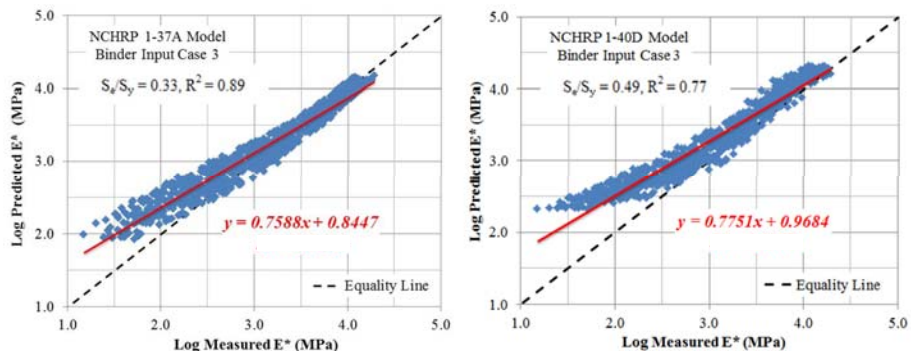 NCHRP 1-37A Model
Binder Input Case 3
Se/Sy = 0.33, R² = 0.89
y = 0.7588x + 0.8447
Equality Line
Log Predicted E* (MPa)
5.0
4.0
3.0
2.0
1.0
1.0 2.0 3.0 4.0 5.0
Log Measured E* (MPa)
NCHRP 1-40D Model
Binder Input Case 3
Se/Sy = 0.49, R² = 0.77
y = 0.7751x + 0.9684
Equality Line
Log Predicted E* (MPa)
5.0
4.0
3.0
2.0
1.0
1.0 2.0 3.0 4.0 5.0
Log Measured E* (MPa)